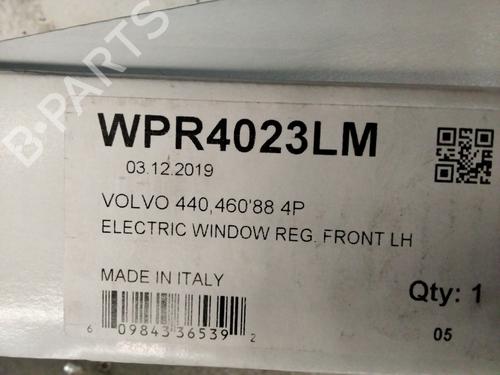 WPR4023LM
03.12.2019
VOLVO 440,460'88 4P
ELECTRIC WINDOW REG. FRONT LH
MADE IN ITALY
Qty: 1
6 09843 36539 2
05
B-PARTS